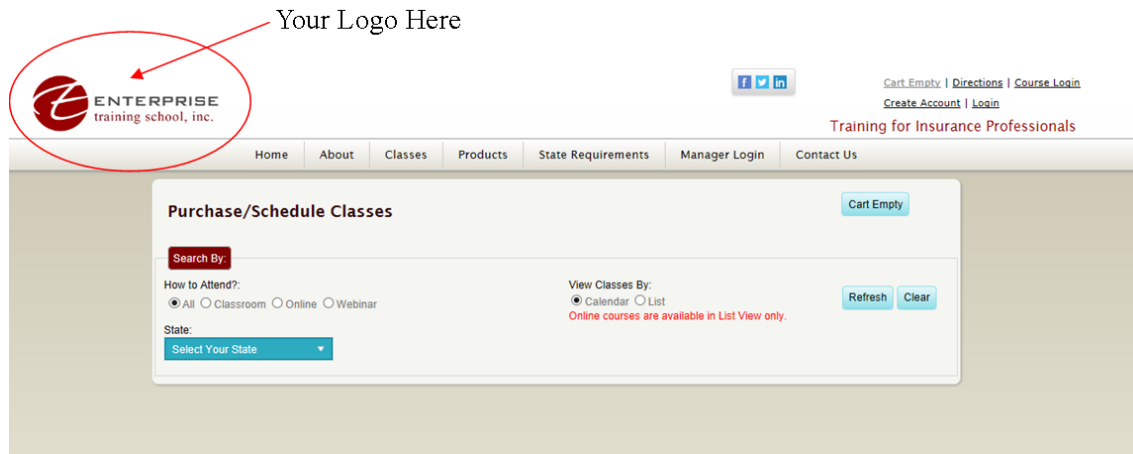 Your Logo Here
ENTERPRISE
training school, inc.
f in
Cart Empty | Directions | Course Login
Create Account | Login
Training for Insurance Professionals
Home About Classes Products State Requirements Manager Login Contact Us
Purchase/Schedule Classes
Cart Empty
Search By:
How to Attend?:
All Classroom Online Webinar
View Classes By:
Calendar List
Online courses are available in List View only.
Refresh Clear
State:
Select Your State